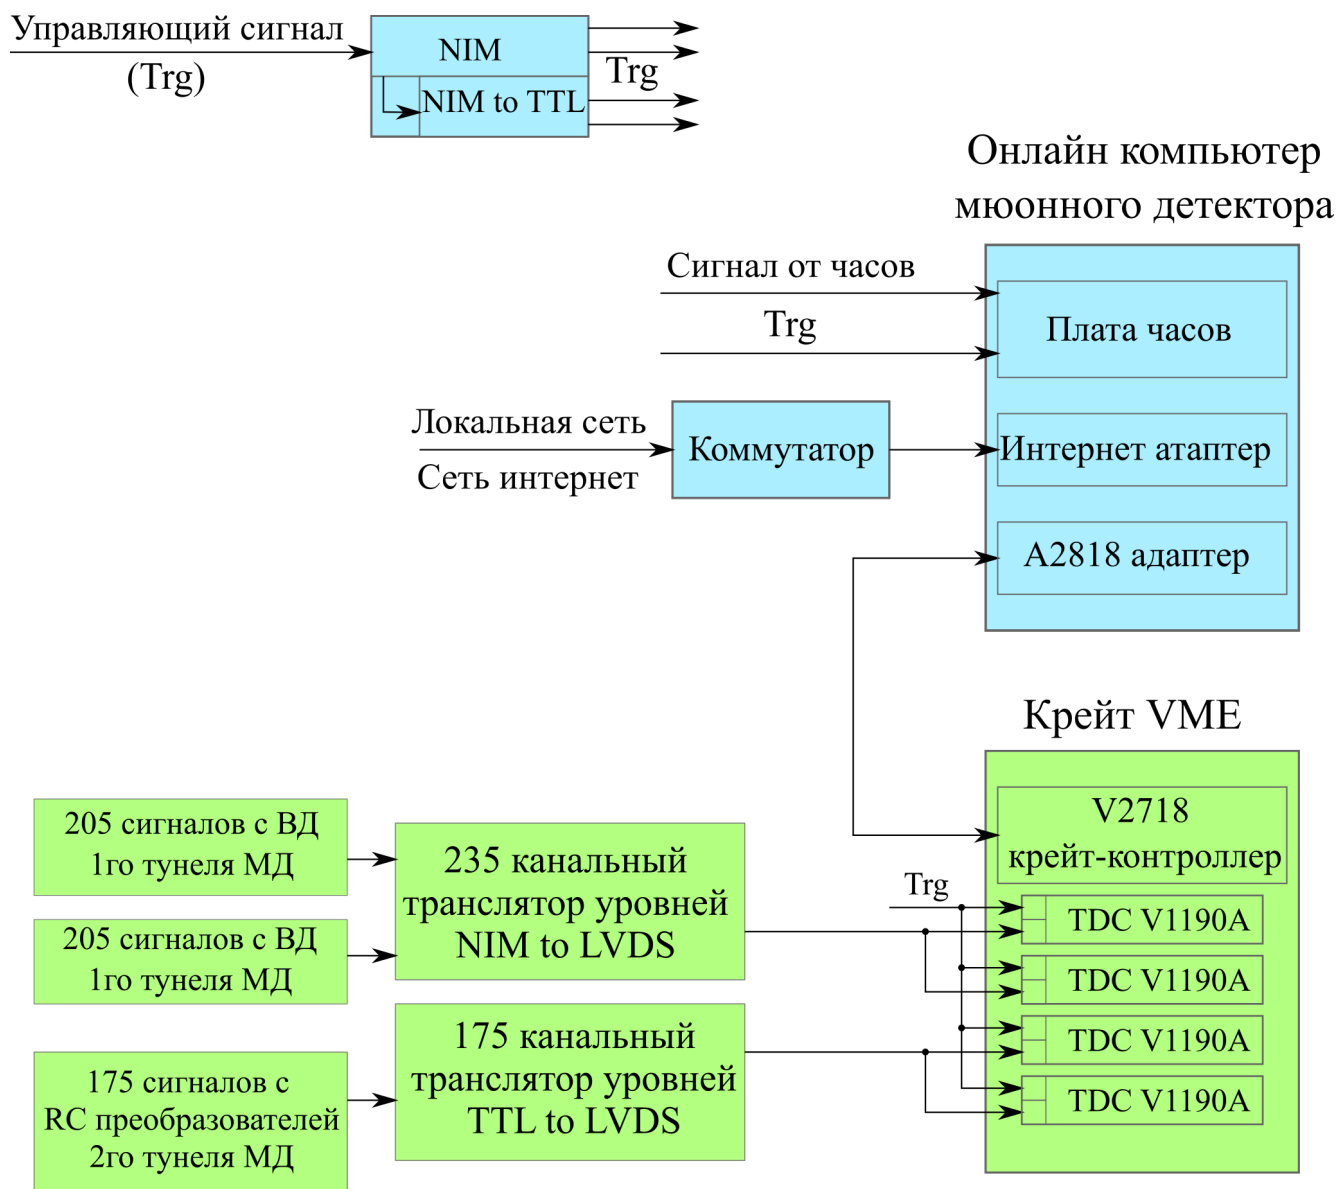 Управляющий сигнал
(Trg)
NIM
NIM to TTL
Trg
Онлайн компьютер
мюонного детектора
Сигнал от часов
Trg
Плата часов
Локальная сеть
Сеть интернет
Коммутатор
Интернет атаптер
A2818 адаптер
Крейт VME
V2718
крейт-контроллер
Trg
TDC V1190A
TDC V1190A
TDC V1190A
TDC V1190A
205 сигналов с ВД
1го тунеля МД
205 сигналов с ВД
1го тунеля МД
175 сигналов с
RC преобразователей
2го тунеля МД
235 канальный
транслятор уровней
NIM to LVDS
175 канальный
транслятор уровней
TTL to LVDS